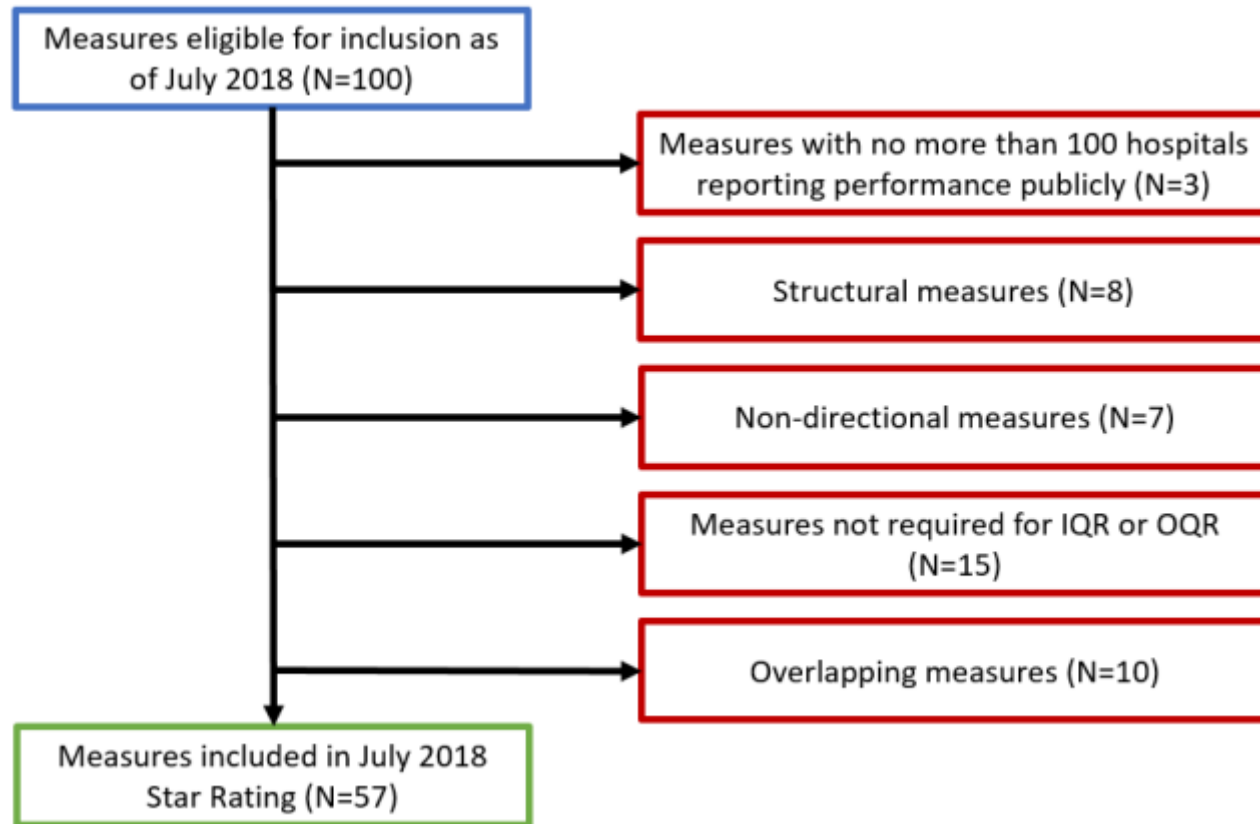 Measures eligible for inclusion as
of July 2018 (N=100)
Measures with no more than 100 hospitals
reporting performance publicly (N=3)
Structural measures (N=8)
Non-directional measures (N=7)
Measures not required for IQR or OQR
(N=15)
Overlapping measures (N=10)
Measures included in July 2018
Star Rating (N=57)